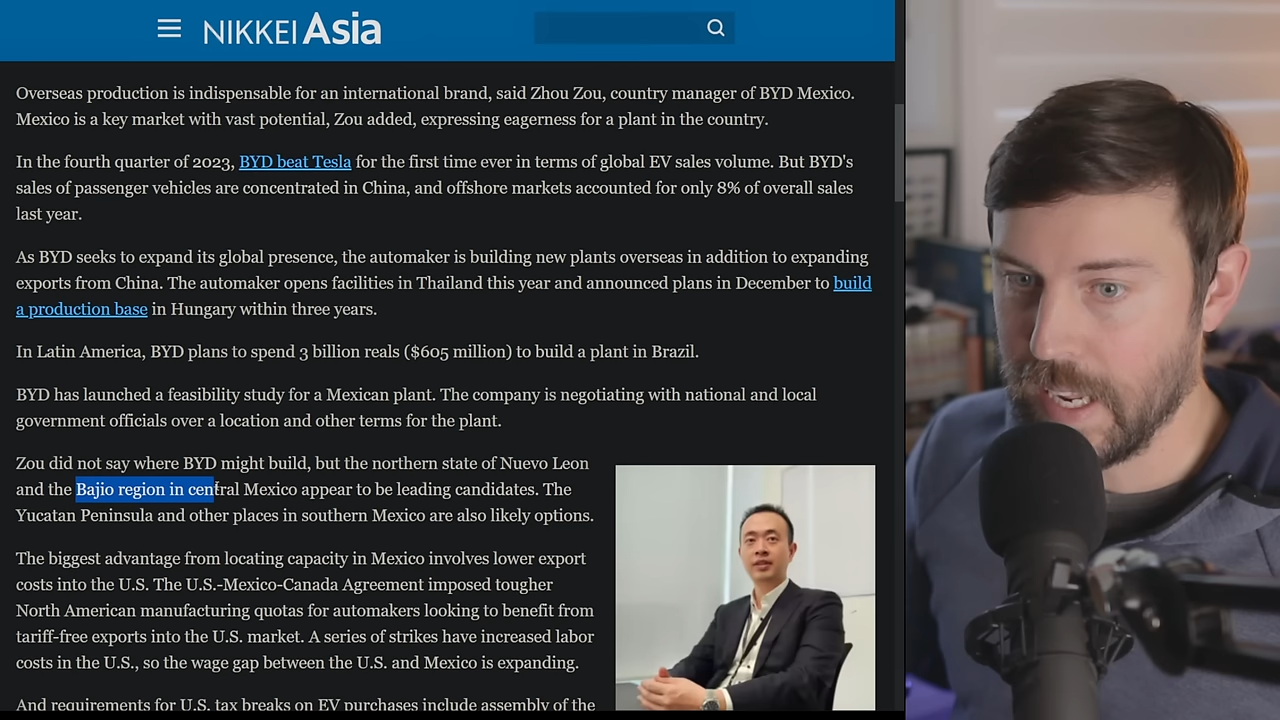 NIKKEI Asia
Overseas production is indispensable for an international brand, said Zhou Zou, country manager of BYD Mexico.
Mexico is a key market with vast potential, Zou added, expressing eagerness for a plant in the country.
In the fourth quarter of 2023, BYD beat Tesla for the first time ever in terms of global EV sales volume. But BYD's
sales of passenger vehicles are concentrated in China, and offshore markets accounted for only 8% of overall sales
last year.
As BYD seeks to expand its global presence, the automaker is building new plants overseas in addition to expanding
exports from China. The automaker opens facilities in Thailand this year and announced plans in December to build
a production base in Hungary within three years.
In Latin America, BYD plans to spend 3 billion reals ($605 million) to build a plant in Brazil.
BYD has launched a feasibility study for a Mexican plant. The company is negotiating with national and local
government officials over a location and other terms for the plant.
Zou did not say where BYD might build, but the northern state of Nuevo Leon
and the Bajio region in central Mexico appear to be leading candidates. The
Yucatan Peninsula and other places in southern Mexico are also likely options.
The biggest advantage from locating capacity in Mexico involves lower export
costs into the U.S. The U.S.-Mexico-Canada Agreement imposed tougher
North American manufacturing quotas for automakers looking to benefit from
tariff-free exports into the U.S. market. A series of strikes have increased labor
costs in the U.S., so the wage gap between the U.S. and Mexico is expanding.
And requirements for U.S. tax breaks on EV purchases include assembly of the